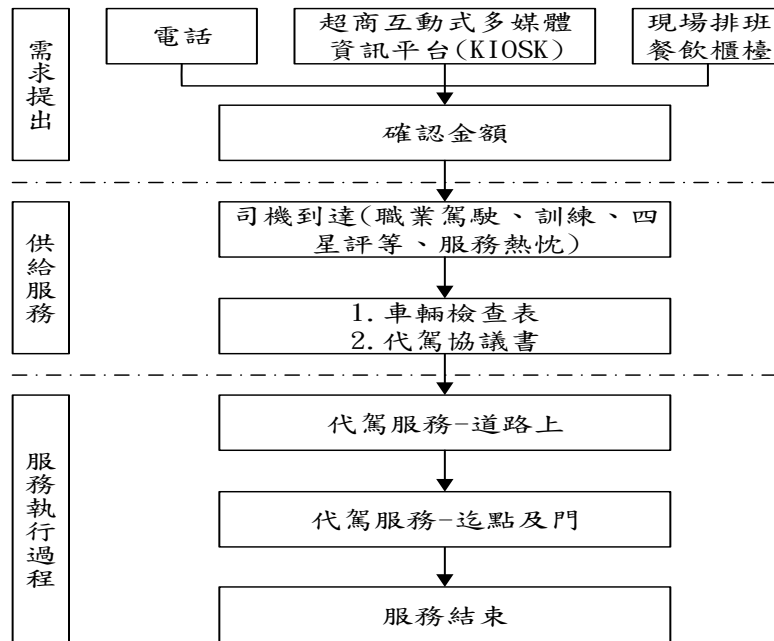 需求提出
電話
超商互動式多媒體
資訊平台(KIOSK)
現場排班
餐飲櫃檯
確認金額
供給服務
司機到達(職業駕駛、訓練、四
星評等、服務熱忱)
1.車輛檢查表
2.代駕協議書
服務執行過程
代駕服務-道路上
代駕服務-迄點及門
服務結束